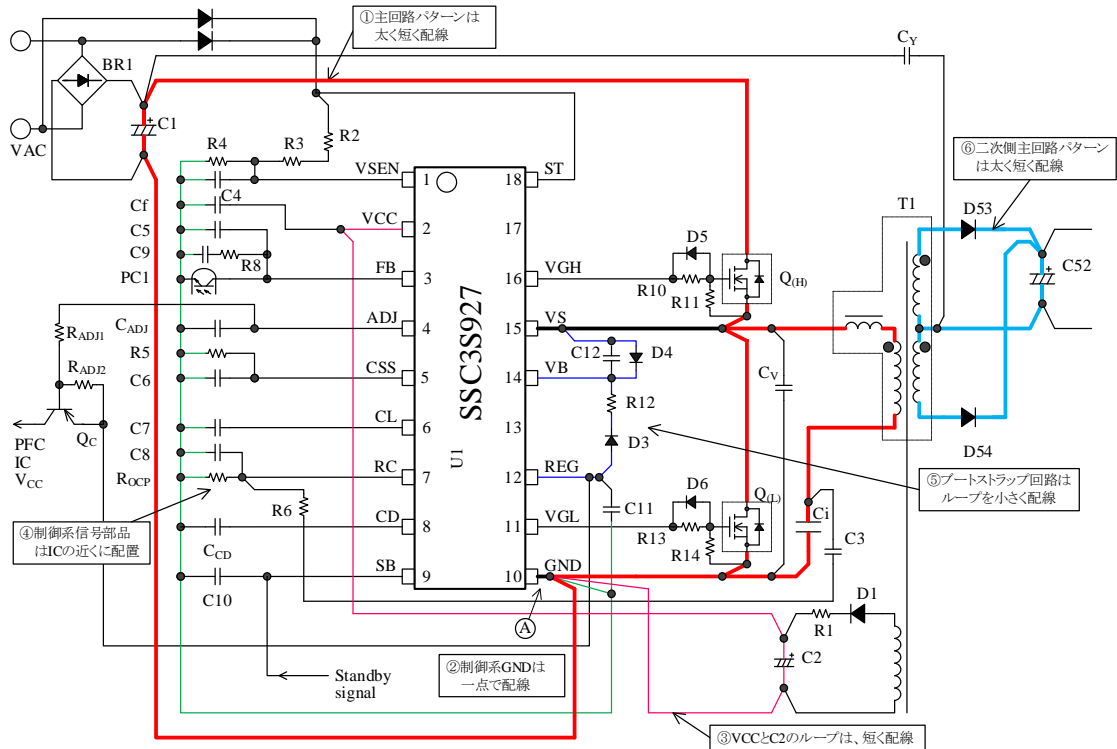 ①主回路パターンは
太く短く配線
CY
BR1
C1
VAC
R4
R3
R2
VSEN
1
18
ST
⑥二次側主回路パターン
は太く短く配線
Cf
C4
VCC
2
17
T1
D53
C5
C9
R8
D5
C52
PC1
FB
3
16
VGH
R10
R11
Q(H)
RADJ1
CADJ
ADJ
4
15
VS
R5
C12
D4
RADJ2
C6
CSS
5
14
VB
CV
SSC3S927
R12
C7
CL
6
13
D3
D54
QC
PFC
IC
VCC
C8
U1
ROCP
RC
7
12
REG
⑤ブートストラップ回路は
ループを小さく配線
④制御系信号部品
はICの近くに配置
R6
C11
D6
Q(L)
Ci
C3
CD
8
11
VGL
R13
R14
CCD
SB
9
10
GND
C10
A
D1
R1
C2
②制御系GNDは
一点で配線
Standby
signal
③VCCとC2のループは、短く配線